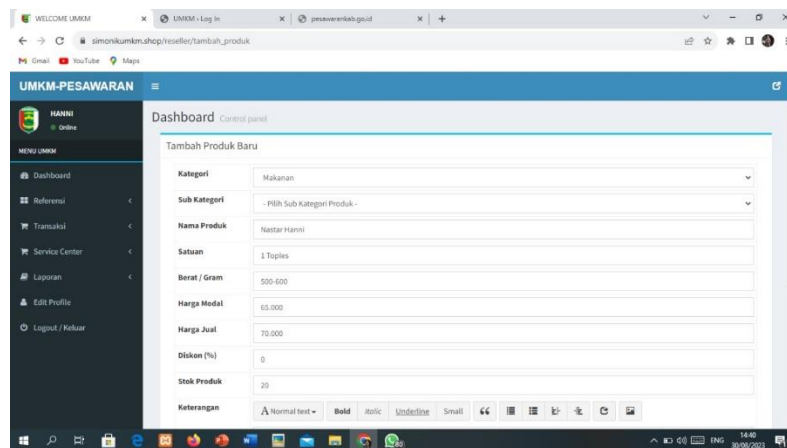 WELCOME UMKM
UMKM › Log In
pesawarankab.go.id
simonikumkm.shop/reseller/tambah_produk
Gmail YouTube Maps
UMKM-PESAWARAN
HANNI
Online
MENU UMKM
Dashboard
Referensi
Transaksi
Service Center
Laporan
Edit Profile
Logout / Keluar
Dashboard Control panel
Tambah Produk Baru
Kategori Makanan
Sub Kategori - Pilih Sub Kategori Produk -
Nama Produk Nastar Hanni
Satuan 1 Toples
Berat / Gram 500-600
Harga Modal 65.000
Harga Jual 70.000
Diskon (%) 0
Stok Produk 20
Keterangan A Normal text Bold Italic Underline Small
ENG 14:40
30/08/2023